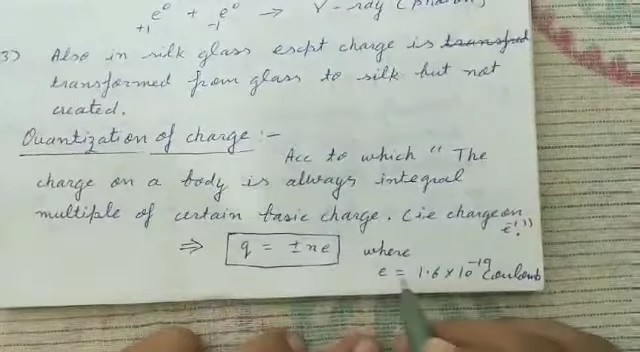 +1e⁰ + -1e⁰ → γ-ray (photon)
3) Also in silk glass expt charge is
transformed from glass to silk but not
created.
Quantization of charge :-
Acc to which "The
charge on a body is always integral
multiple of certain basic charge. (ie charge on
e⁻!")
⇒ q = ±ne where
e = 1.6 × 10⁻¹⁹ Coulomb